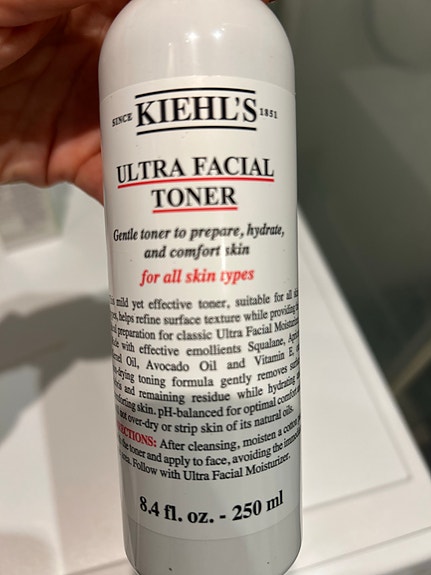 SINCE KIEHL'S 1851
ULTRA FACIAL
TONER
Gentle toner to prepare, hydrate,
and comfort skin
for all skin types
mild yet effective toner, suitable for all
helps refine surface texture while providing
preparation for classic Ultra Facial
with effective emollients Squalane,
Oil, Avocado Oil and Vitamin E,
toning formula gently removes
and remaining residue while hydrating
skin. pH-balanced for optimal
not over-dry or strip skin of its natural oils.
After cleansing, moisten a
the toner and apply to face, avoiding the
Follow with Ultra Facial Moisturizer.
8.4 fl. oz. - 250 ml